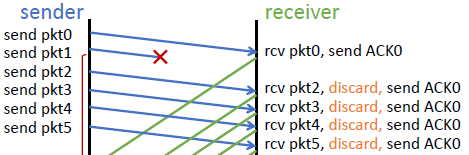 sender receiver
send pkt0
send pkt1
send pkt2
send pkt3
send pkt4
send pkt5
rcv pkt0, send ACK0
rcv pkt2, discard, send ACK0
rcv pkt3, discard, send ACK0
rcv pkt4, discard, send ACK0
rcv pkt5, discard, send ACK0